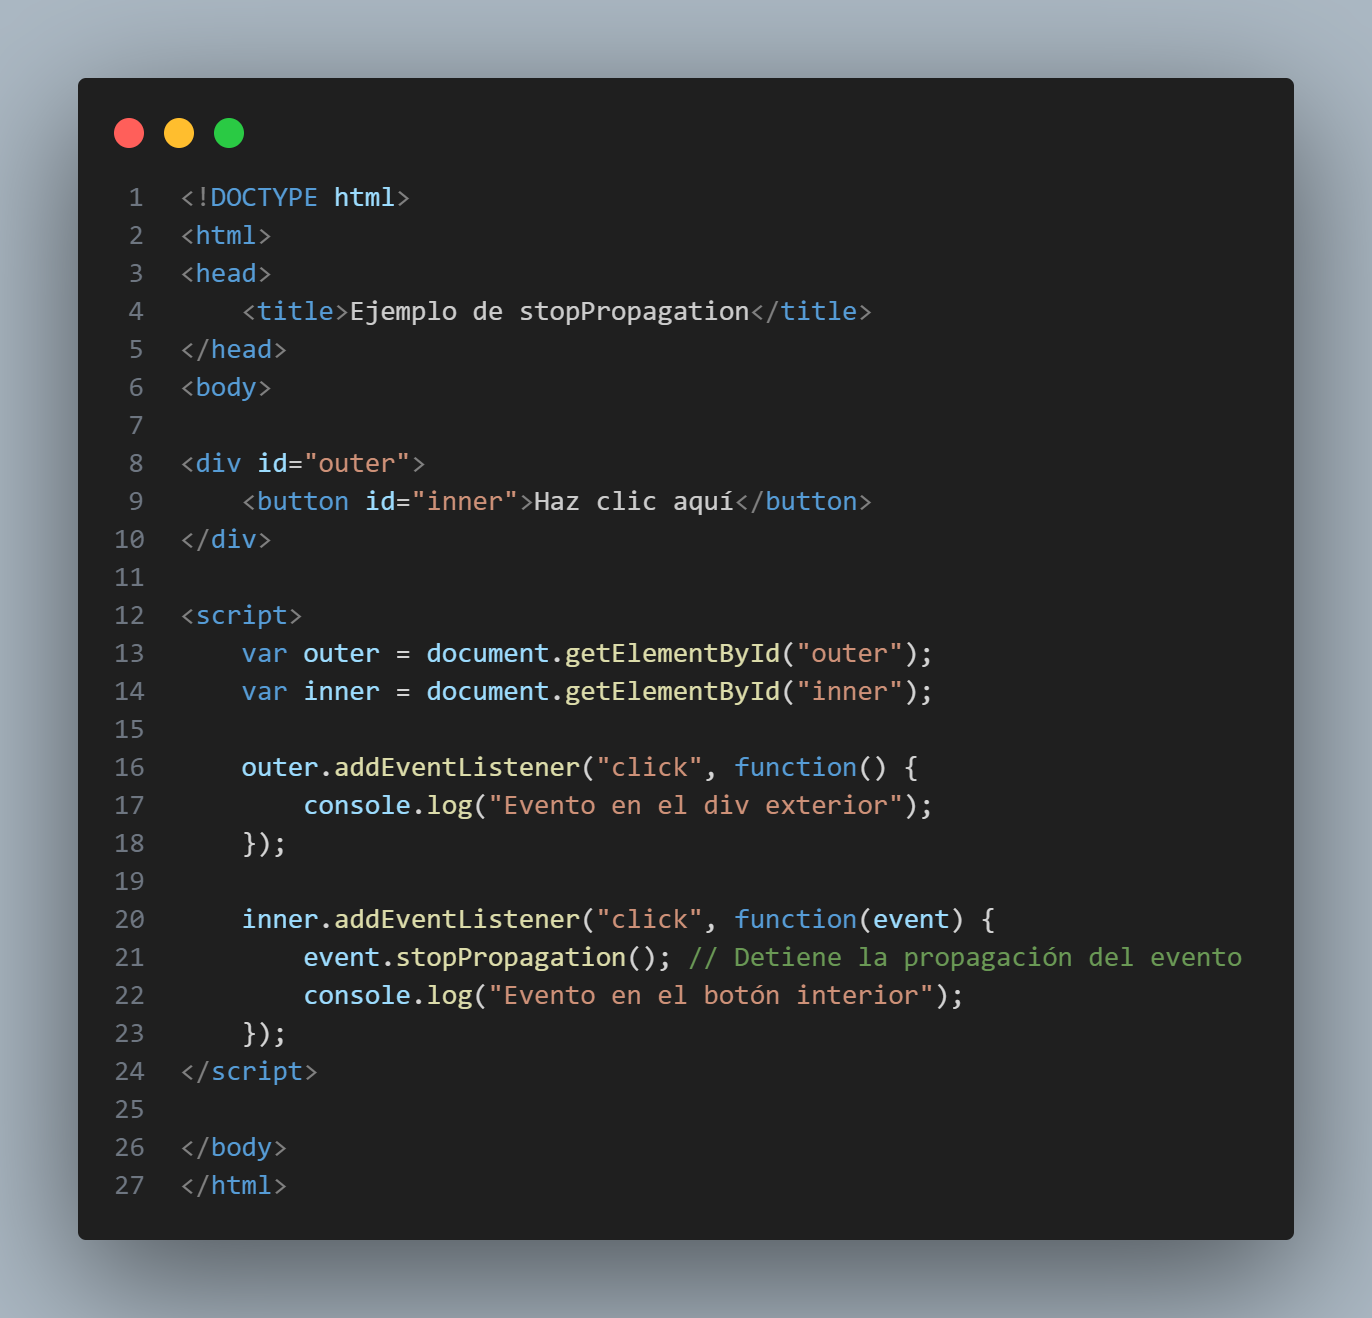 1 <!DOCTYPE html>
2 <html>
3 <head>
4     <title>Ejemplo de stopPropagation</title>
5 </head>
6 <body>
7
8 <div id="outer">
9     <button id="inner">Haz clic aquí</button>
10 </div>
11
12 <script>
13     var outer = document.getElementById("outer");
14     var inner = document.getElementById("inner");
15
16     outer.addEventListener("click", function() {
17         console.log("Evento en el div exterior");
18     });
19
20     inner.addEventListener("click", function(event) {
21         event.stopPropagation(); // Detiene la propagación del evento
22         console.log("Evento en el botón interior");
23     });
24 </script>
25
26 </body>
27 </html>